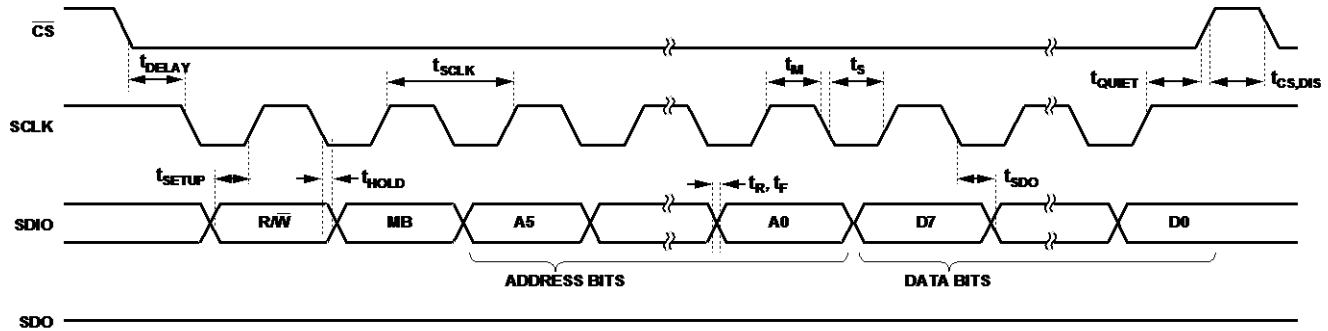 C̅S̅
tDELAY
tSCLK
tM
tS
tQUIET
tCS,DIS
SCLK
tSETUP
tHOLD
tR, tF
tSDO
SDIO
R/W̅
MB
A5
A0
D7
D0
ADDRESS BITS
DATA BITS
SDO